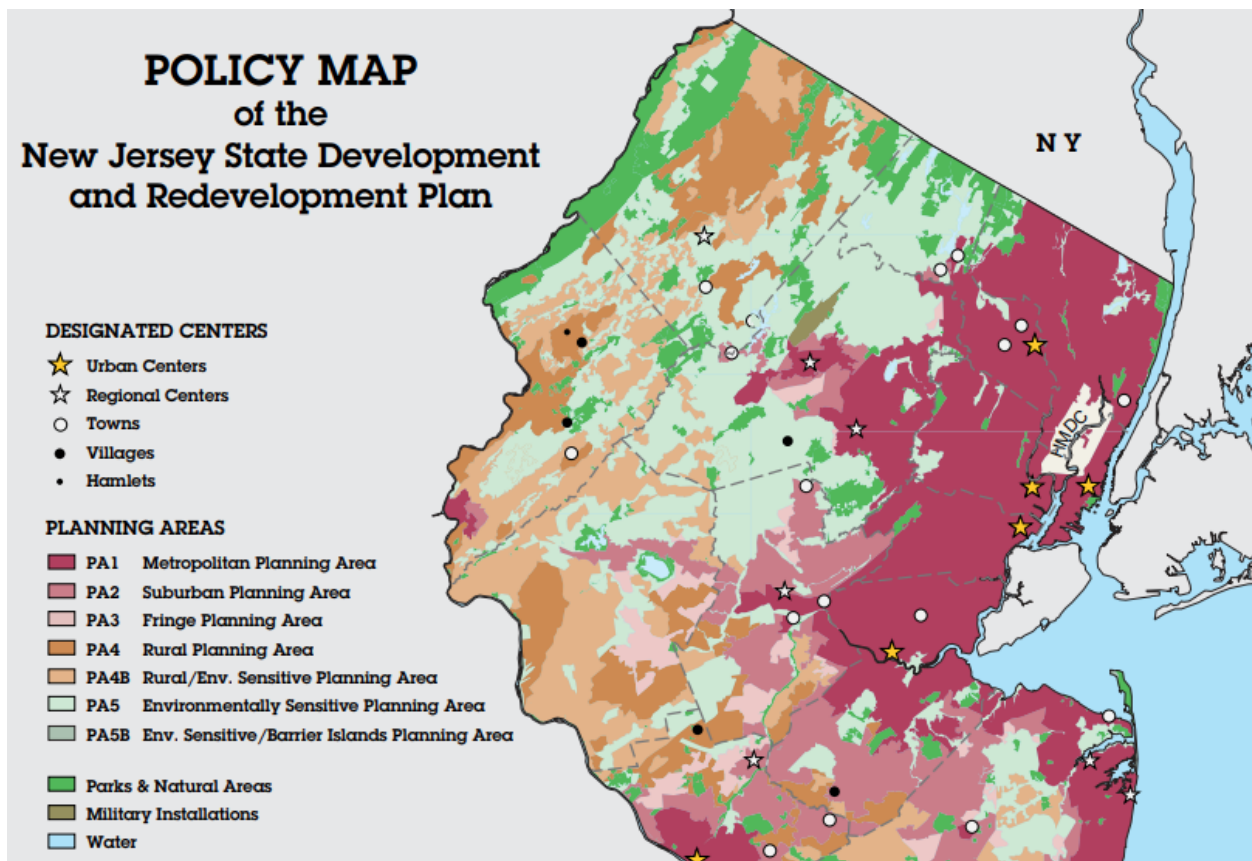 POLICY MAP
of the
New Jersey State Development
and Redevelopment Plan
N Y
HMDC
DESIGNATED CENTERS
Urban Centers
Regional Centers
Towns
Villages
Hamlets
PLANNING AREAS
PA1 Metropolitan Planning Area
PA2 Suburban Planning Area
PA3 Fringe Planning Area
PA4 Rural Planning Area
PA4B Rural/Env. Sensitive Planning Area
PA5 Environmentally Sensitive Planning Area
PA5B Env. Sensitive/Barrier Islands Planning Area
Parks & Natural Areas
Military Installations
Water